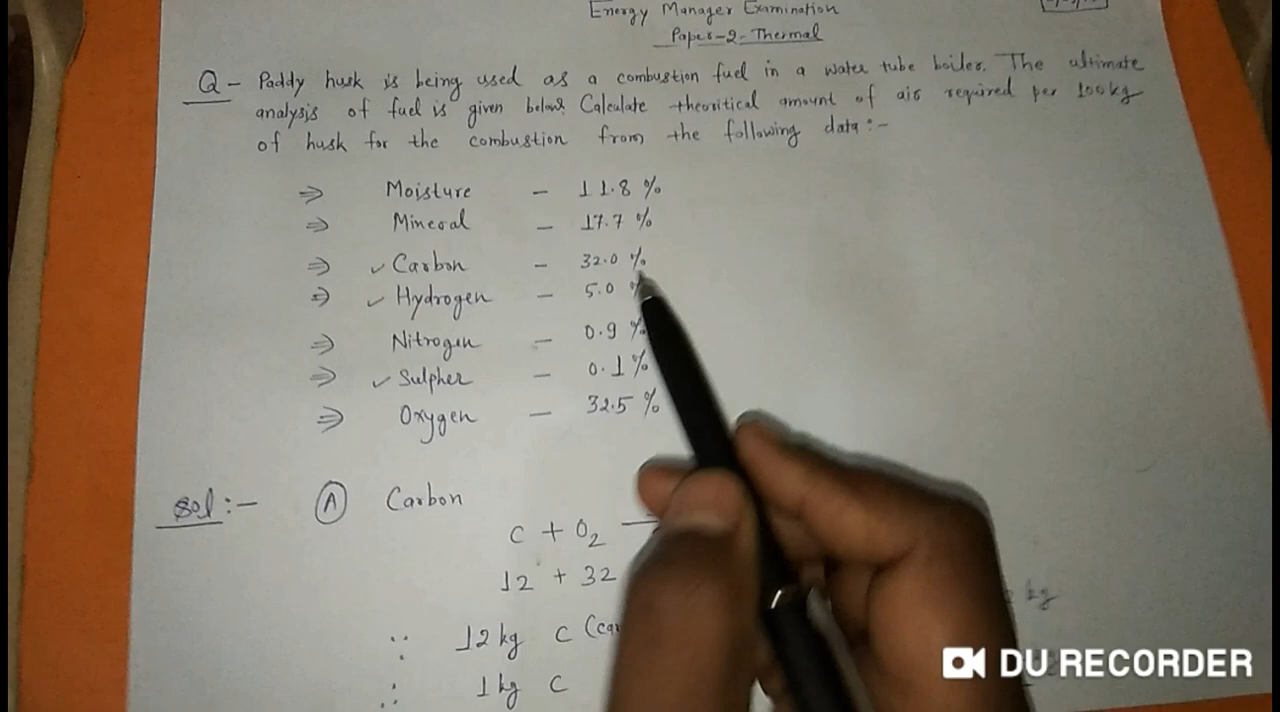 Energy Manager Examination
Paper-2-Thermal
Q - Paddy husk is being used as a combustion fuel in a water tube boiler. The ultimate
analysis of fuel is given below. Calculate theoritical amount of air required per 100kg
of husk for the combustion from the following data:-
⇒ Moisture - 11.8 %
⇒ Mineral - 17.7 %
⇒ ✓ Carbon - 32.0 %
⇒ ✓ Hydrogen - 5.0 %
⇒ Nitrogen - 0.9 %
⇒ ✓ Sulpher - 0.1 %
⇒ Oxygen - 32.5 %
Sol:- (A) Carbon
C + O2 →
12 + 32
∵ 12 kg C
kg
∴ 1 kg C
DU RECORDER